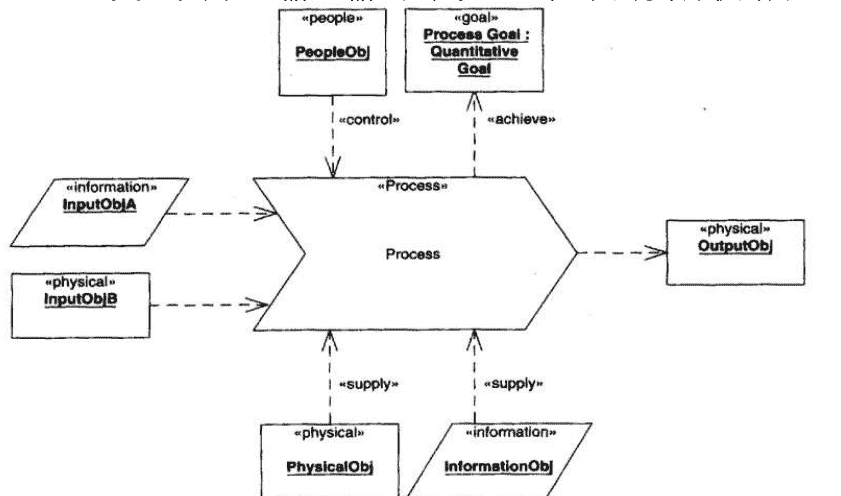 «people»
PeopleObj
«goal»
Process Goal :
Quantitative
Goal
«control»
«achieve»
«information»
InputObjA
«Process»
Process
«physical»
OutputObj
«physical»
InputObjB
«supply»
«supply»
«physical»
PhysicalObj
«information»
InformationObj